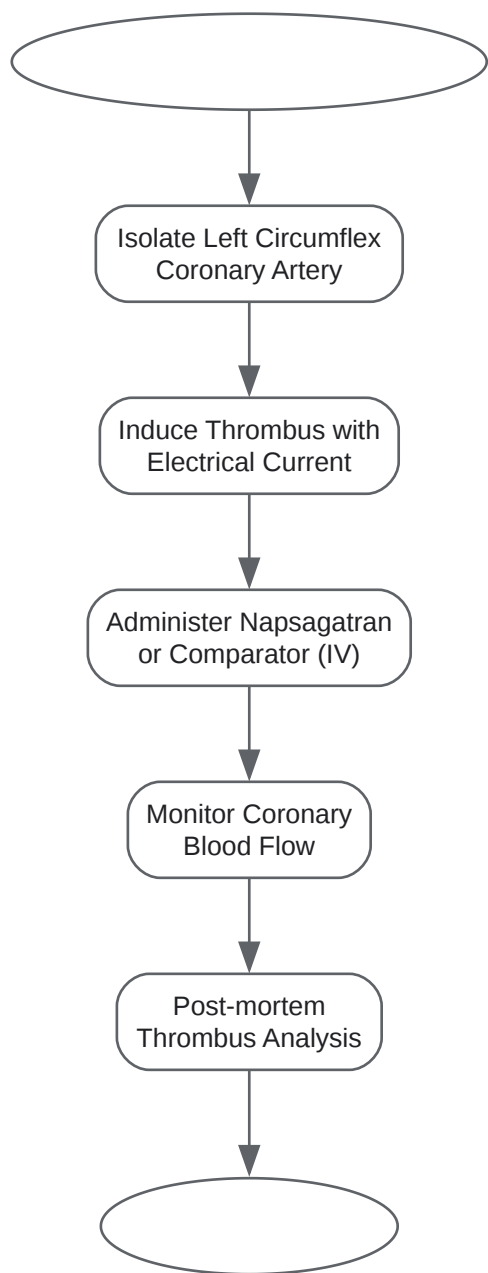 Isolate Left Circumflex
Coronary Artery
Induce Thrombus with
Electrical Current
Administer Napsagatran
or Comparator (IV)
Monitor Coronary
Blood Flow
Post-mortem
Thrombus Analysis